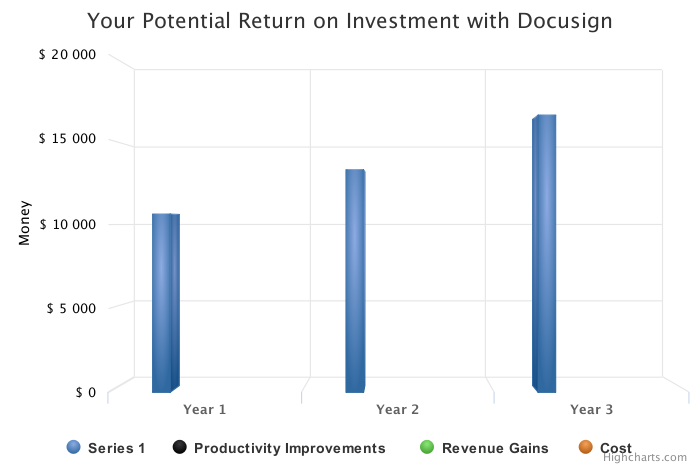 Your Potential Return on Investment with Docusign
$ 20 000
$ 15 000
$ 10 000
$ 5 000
$ 0
Money
Year 1
Year 2
Year 3
Series 1
Productivity Improvements
Revenue Gains
Cost
Highcharts.com